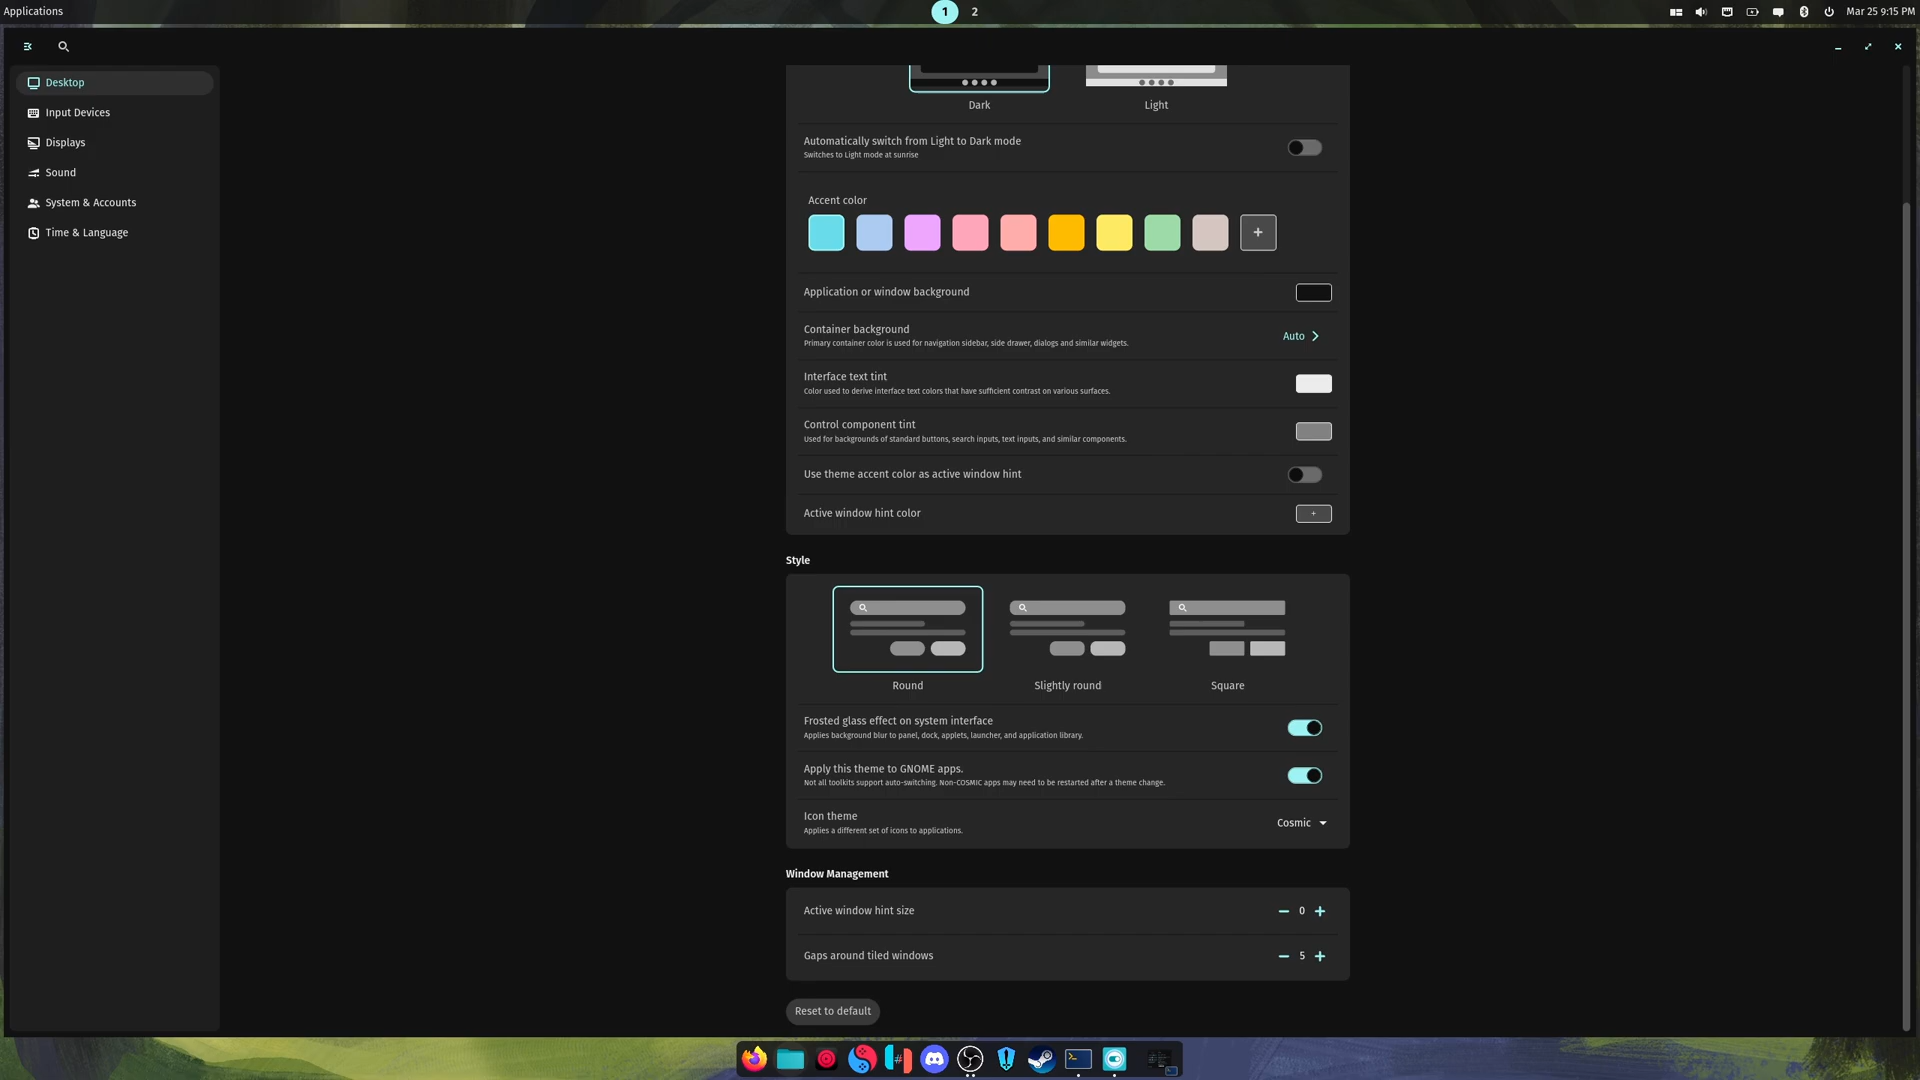 Applications
1
2
Mar 25 9:15 PM
Desktop
Input Devices
Displays
Sound
System & Accounts
Time & Language
Dark
Light
Automatically switch from Light to Dark mode
Switches to Light mode at sunrise
Accent color
+
Application or window background
Container background
Primary container color is used for navigation sidebar, side drawer, dialogs and similar widgets.
Auto
Interface text tint
Color used to derive interface text colors that have sufficient contrast on various surfaces.
Control component tint
Used for backgrounds of standard buttons, search inputs, text inputs, and similar components.
Use theme accent color as active window hint
Active window hint color
+
Style
Round
Slightly round
Square
Frosted glass effect on system interface
Applies background blur to panel, dock, applets, launcher, and application library.
Apply this theme to GNOME apps.
Not all toolkits support auto-switching. Non-COSMIC apps may need to be restarted after a theme change.
Icon theme
Applies a different set of icons to applications.
Cosmic
Window Management
Active window hint size
− 0 +
Gaps around tiled windows
− 5 +
Reset to default